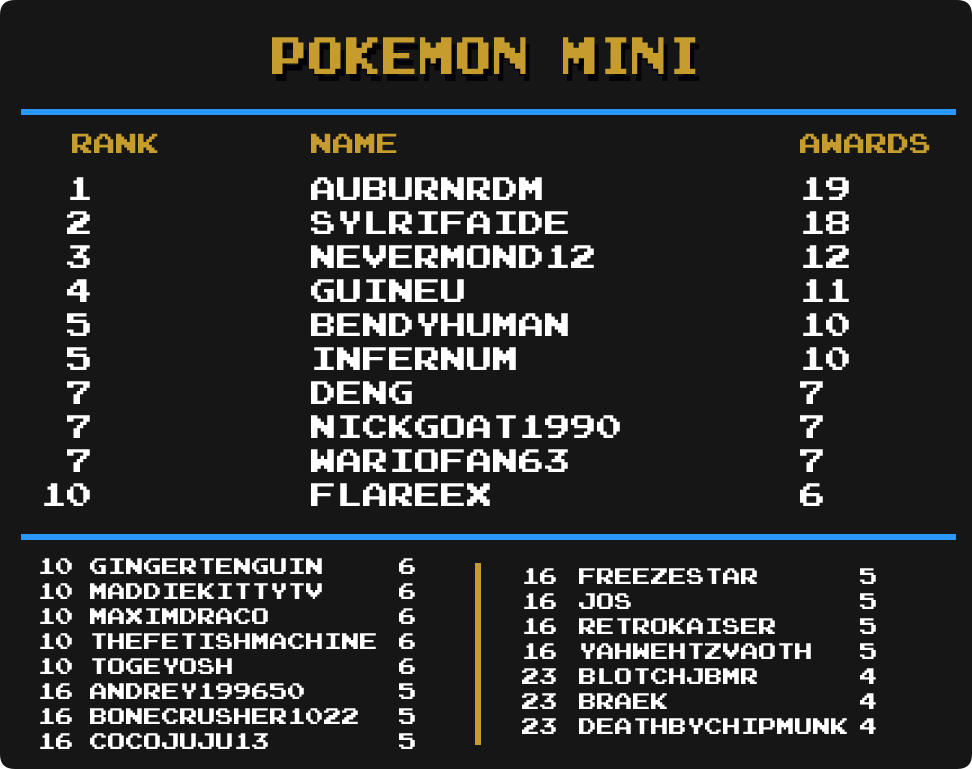 POKEMON MINI
RANK NAME AWARDS
1 AUBURNRDM 19
2 SYLRIFAIDE 18
3 NEVERMOND12 12
4 GUINEU 11
5 BENDYHUMAN 10
5 INFERNUM 10
7 DENG 7
7 NICKGOAT1990 7
7 WARIOFAN63 7
10 FLAREEX 6
10 GINGERTENGUIN 6
10 MADDIEKITTYTV 6
10 MAXIMDRACO 6
10 THEFETISHMACHINE 6
10 TOGEYOSH 6
16 ANDREY199650 5
16 BONECRUSHER1022 5
16 COCOJUJU13 5
16 FREEZESTAR 5
16 JOS 5
16 RETROKAISER 5
16 YAHWEHTZVAOTH 5
23 BLOTCHJBMR 4
23 BRAEK 4
23 DEATHBYCHIPMUNK 4